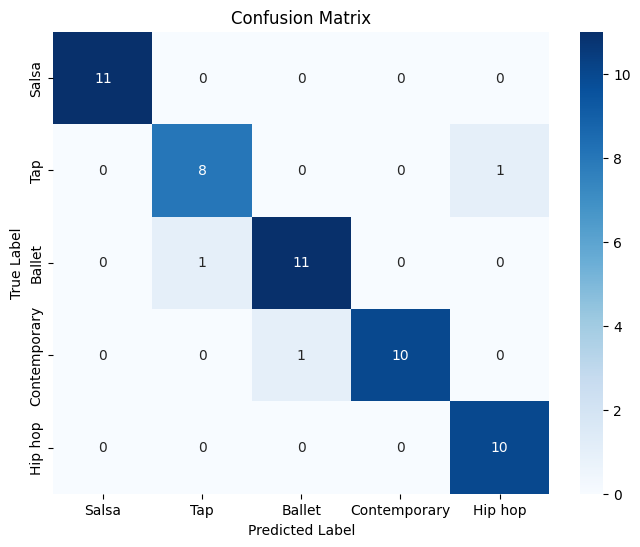 Confusion Matrix
Salsa 11 0 0 0 0
Tap 0 8 0 0 1
Ballet 0 1 11 0 0
Contemporary 0 0 1 10 0
Hip hop 0 0 0 0 10
Salsa Tap Ballet Contemporary Hip hop
Predicted Label
True Label
10
8
6
4
2
0